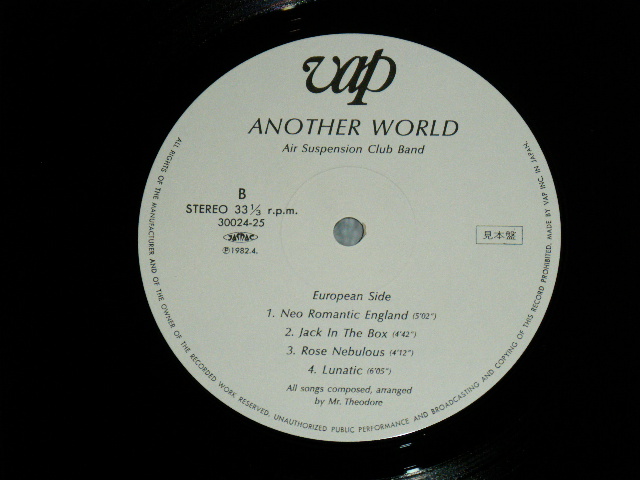 vap
ANOTHER WORLD
Air Suspension Club Band
B
STEREO 33 1/3 r.p.m.
30024-25
JASRAC
Ⓟ1982.4.
見本盤
European Side
1. Neo Romantic England (5'02")
2. Jack In The Box (4'42")
3. Rose Nebulous (4'12")
4. Lunatic (6'05")
All songs composed, arranged
by Mr. Theodore
ALL RIGHTS OF THE MANUFACTURER AND OF THE OWNER OF THE RECORDED WORK RESERVED. UNAUTHORIZED PUBLIC PERFORMANCE AND BROADCASTING AND COPYING OF THIS RECORD PROHIBITED. MADE BY VAP INC. IN JAPAN.